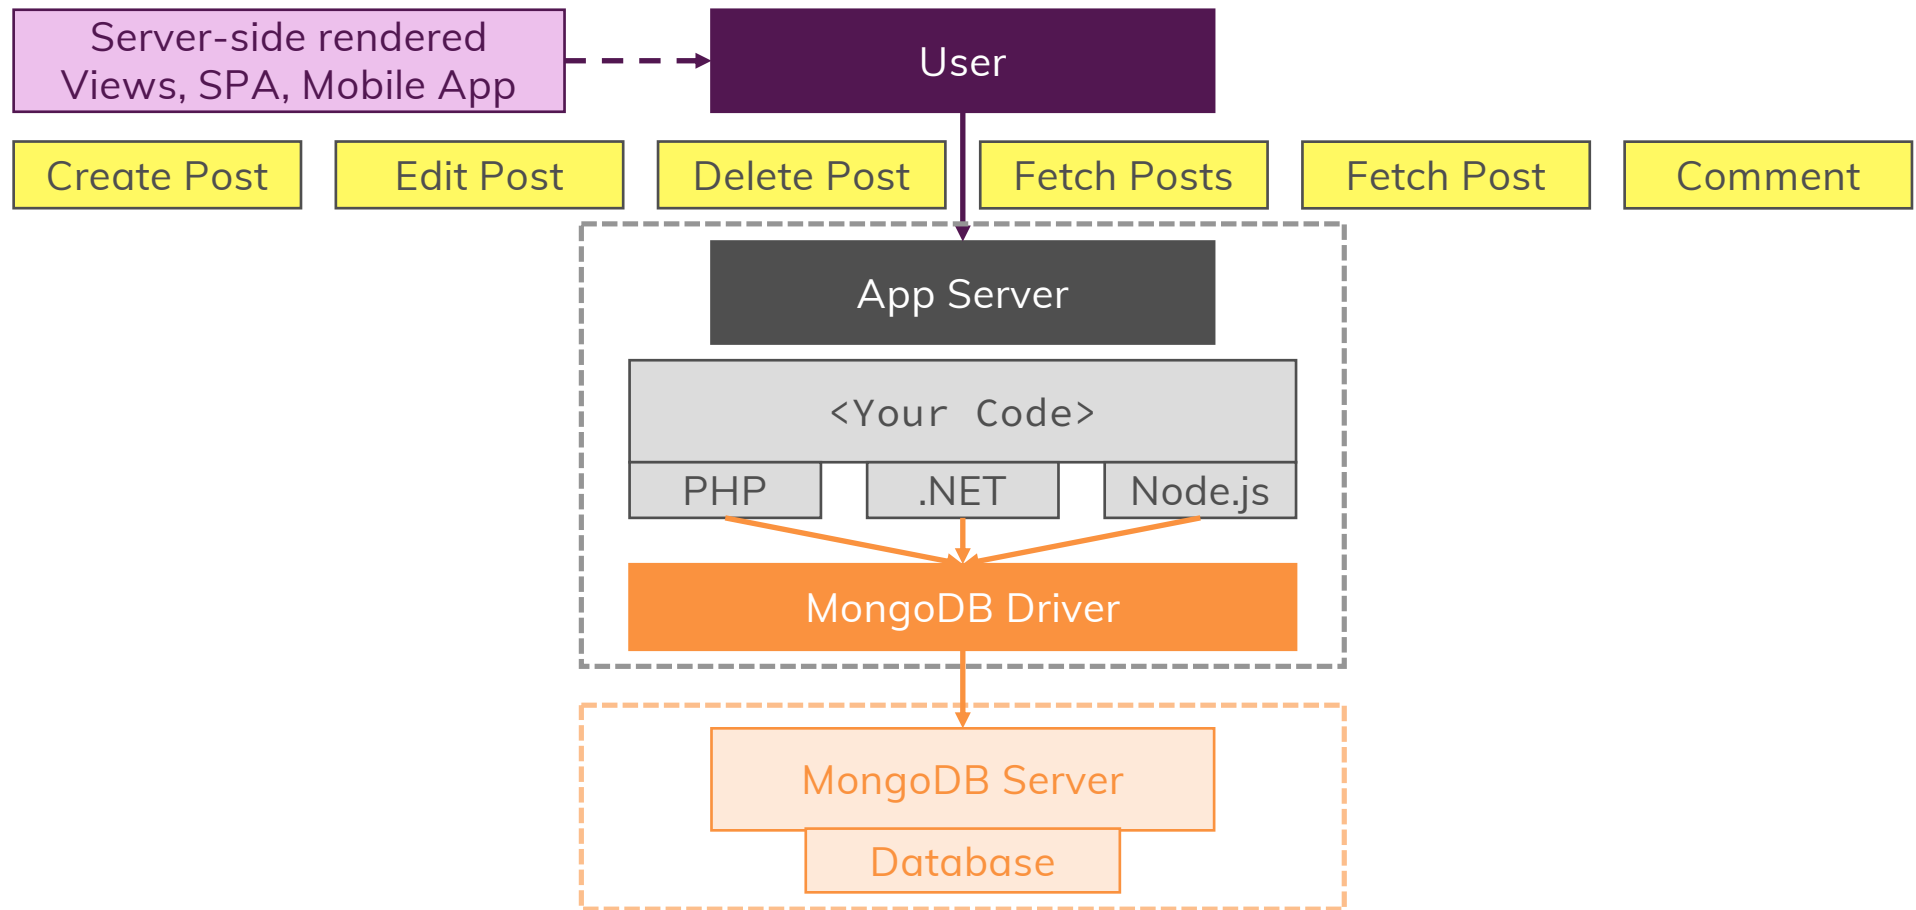 Server-side rendered
Views, SPA, Mobile App
User
Create Post
Edit Post
Delete Post
Fetch Posts
Fetch Post
Comment
App Server
<Your Code>
PHP
.NET
Node.js
MongoDB Driver
MongoDB Server
Database